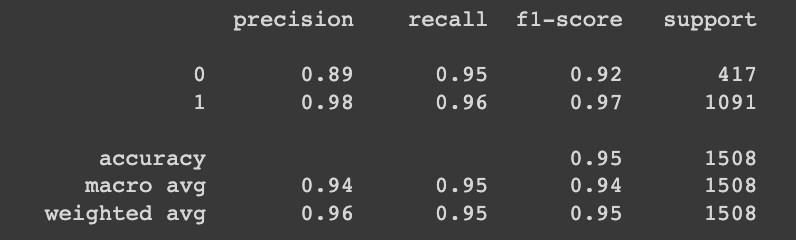 precision recall f1-score support
0 0.89 0.95 0.92 417
1 0.98 0.96 0.97 1091
accuracy 0.95 1508
macro avg 0.94 0.95 0.94 1508
weighted avg 0.96 0.95 0.95 1508